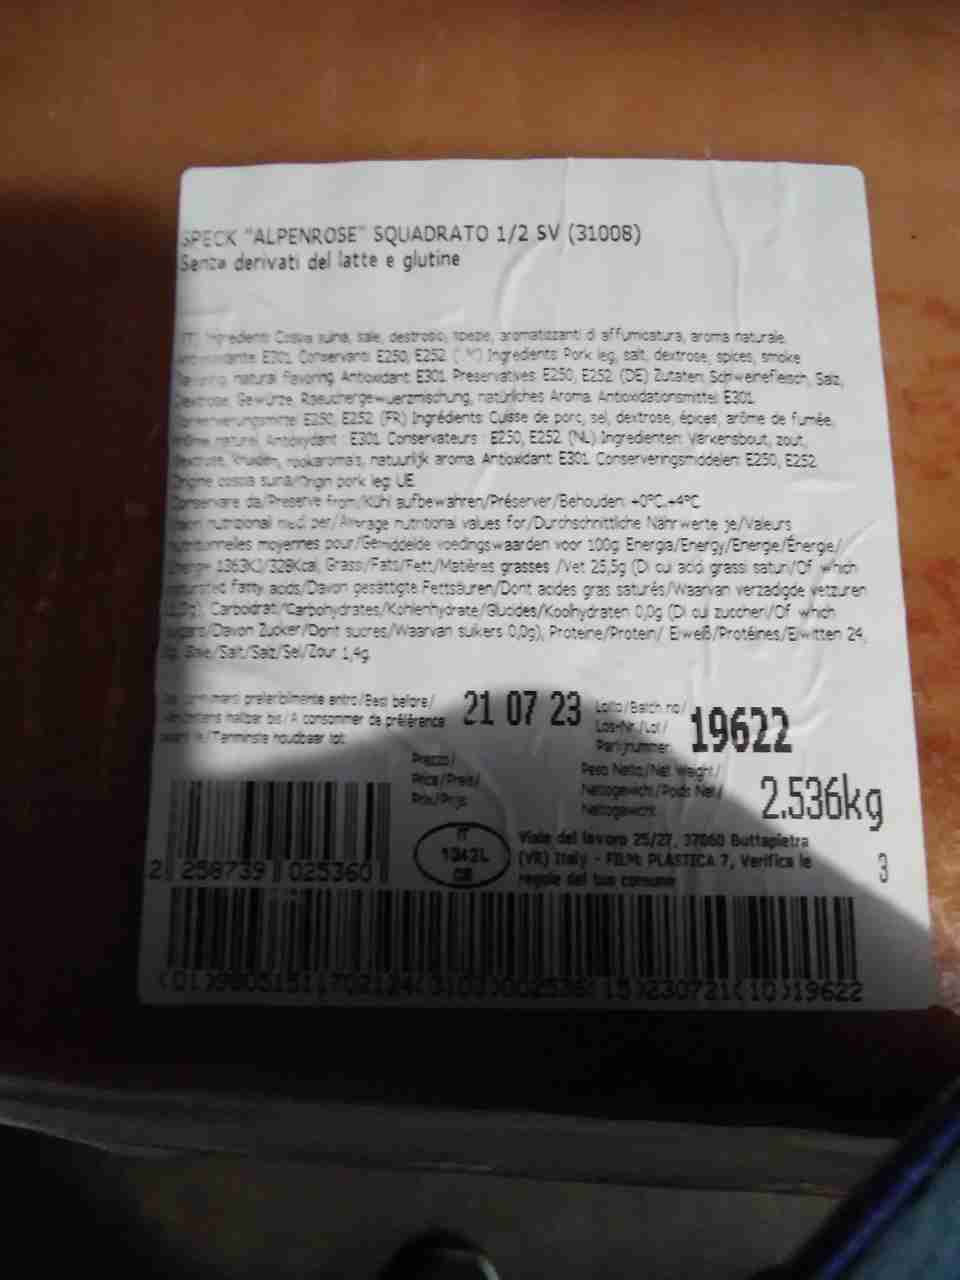 SPECK "ALPENROSE" SQUADRATO 1/2 SV (31008)
Senza derivati del latte e glutine
Ingredienti: Coscia suina, sale, destrosio, spezie, aromatizzanti di affumicatura, aroma naturale.
Antiossidante: E301. Conservanti: E250, E252. Ingredients: Pork leg, salt, dextrose, spices, smoke
flavoring, natural flavoring. Antioxidant: E301. Preservatives: E250, E252. (DE) Zutaten: Schweinefleisch, Salz,
Dextrose, Gewürze, Raeuchergewuerzmischung, natürliches Aroma. Antioxidationsmittel: E301.
Konservierungsmittel: E250, E252. (FR) Ingrédients: Cuisse de porc, sel, dextrose, épices, arôme de fumée,
arôme naturel. Antioxydant : E301. Conservateurs : E250, E252. (NL) Ingredienten: Varkensbout, zout,
dextrose, kruiden, rookaroma's, natuurlijk aroma. Antioxidant: E301. Conserveringsmiddelen: E250, E252.
Origine coscia suina/Origin pork leg: UE
Conservare da/Preserve from/Kühl aufbewahren/Préserver/Behouden: +0°C.+4°C
nutrizionali medi per/Average nutritional values for/Durchschnittliche Nährwerte je/Valeurs
nutritionnelles moyennes pour/Gemiddelde voedingswaarden voor 100g: Energia/Energy/Energie/Énergie/
Energie 1363KJ/328Kcal, Grassi/Fats/Fett/Matières grasses /Vet 25,5g (Di cui acidi grassi saturi/Of which
saturated fatty acids/Davon gesättigte Fettsäuren/Dont acides gras saturés/Waarvan verzadigde vetzuren
Carboidrati/Carbohydrates/Kohlenhydrate/Glucides/Koolhydraten 0,0g (Di cui zuccheri/Of which
sugars/Davon Zucker/Dont sucres/Waarvan suikers 0,0g), Proteine/Protein/ Eiweiß/Protéines/Eiwitten 24,
Sale/Salt/Salz/Sel/Zour 1,4g.
Da consumarsi preferibilmente entro/Best before/
Mindestens haltbar bis/A consommer de préférence
avant le/Tenminste houdbaar tot:
21 07 23
Lotto/Batch no/
Los-Nr./Lot/
Partijnummer
19622
Prezzo/
Price/Preis/
Prix/Prijs
Peso Netto/Net Weight/
Nettogewicht/Poids Net/
Nettogewicht
2.536kg
IT
1342L
CE
Viale del lavoro 25/27, 37060 Buttapietra
(VR) Italy - FILM: PLASTICA 7, Verifica le
regole del tuo comune
3
2 258739 025360
(01)98005151702124(3103)002536(15)230721(10)19622